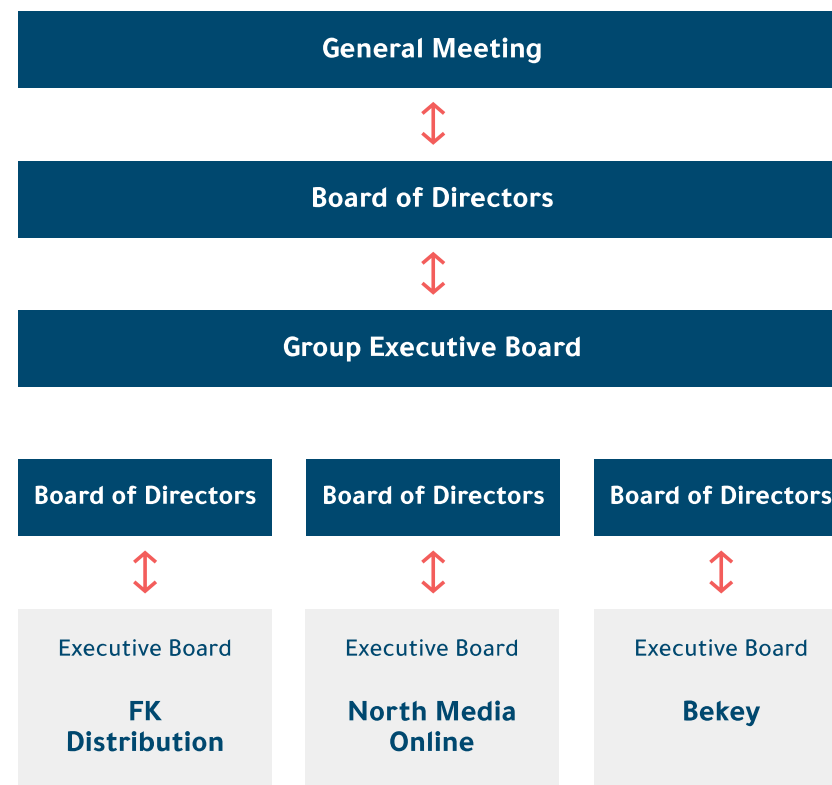 General Meeting
Board of Directors
Group Executive Board
Board of Directors
Board of Directors
Board of Directors
Executive Board
FK
Distribution
Executive Board
North Media
Online
Executive Board
Bekey